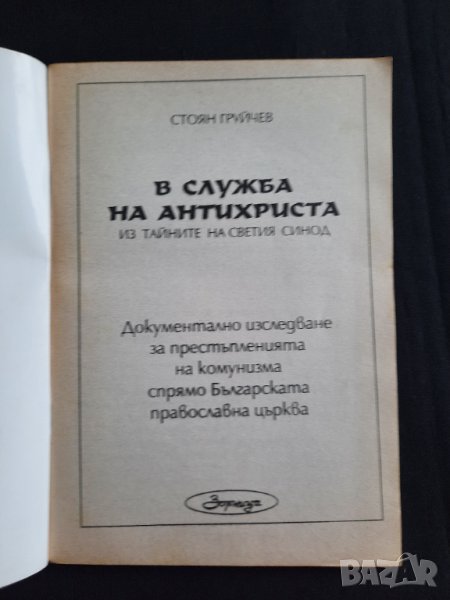 СТОЯН ГРУЙЧЕВ
В СЛУЖБА
НА АНТИХРИСТА
ИЗ ТАЙНИТЕ НА СВЕТИЯ СИНОД
Документално изследване
за престъпленията
на комунизма
спрямо Българската
православна църква
BAZAR